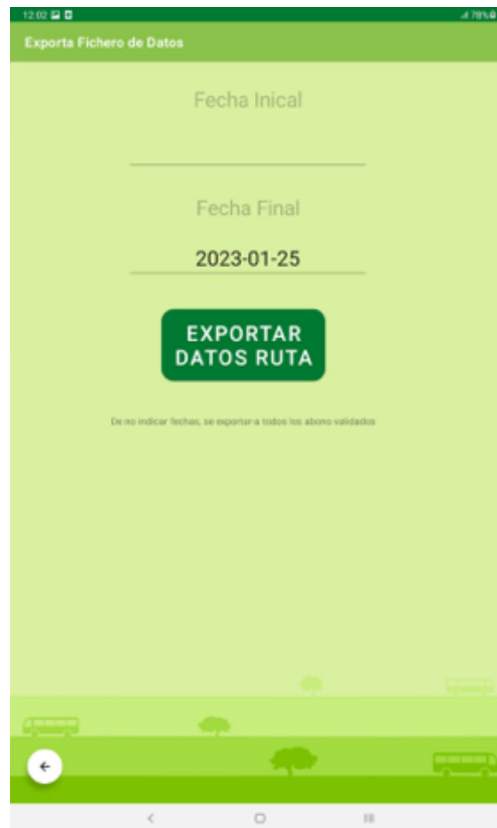 12:02
78%
Exporta Fichero de Datos
Fecha Inical
Fecha Final
2023-01-25
EXPORTAR
DATOS RUTA
De no indicar fechas, se exportar-a todos los abono validados